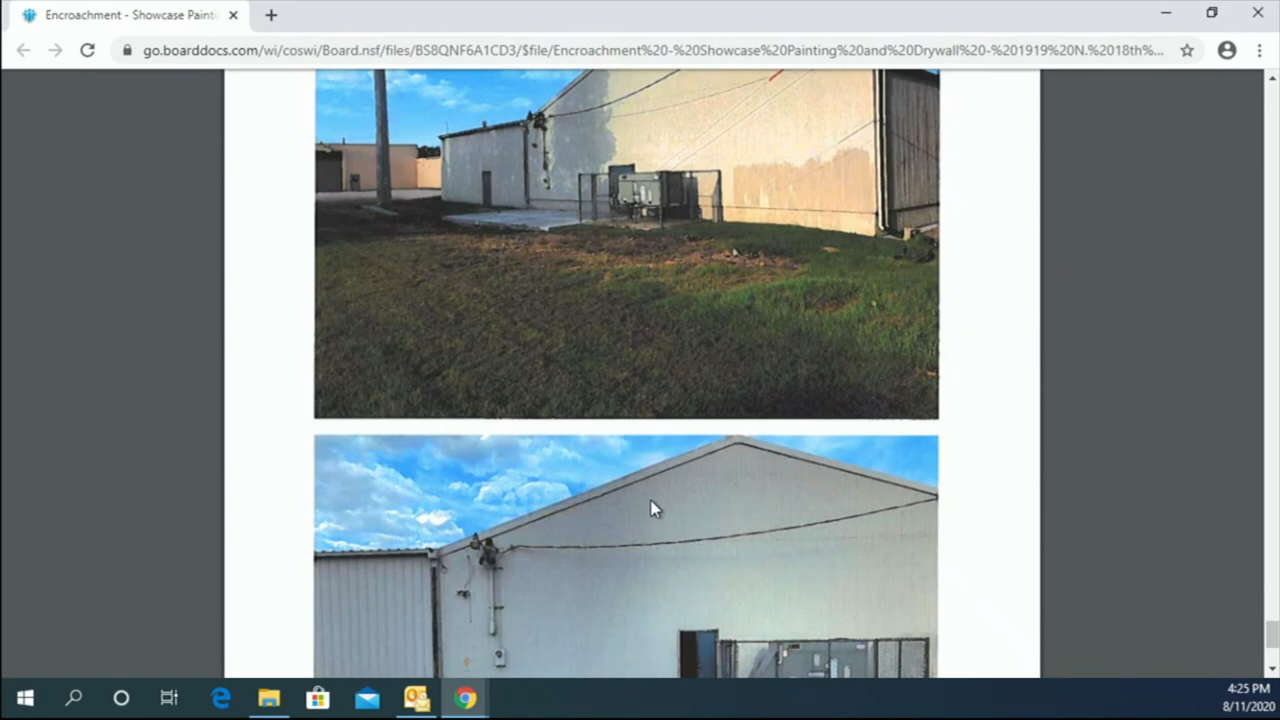 Encroachment - Showcase Painti
go.boarddocs.com/wi/coswi/Board.nsf/files/BS8QNF6A1CD3/$file/Encroachment%20-%20Showcase%20Painting%20and%20Drywall%20-%201919%20N.%2018th%...
4:25 PM
8/11/2020